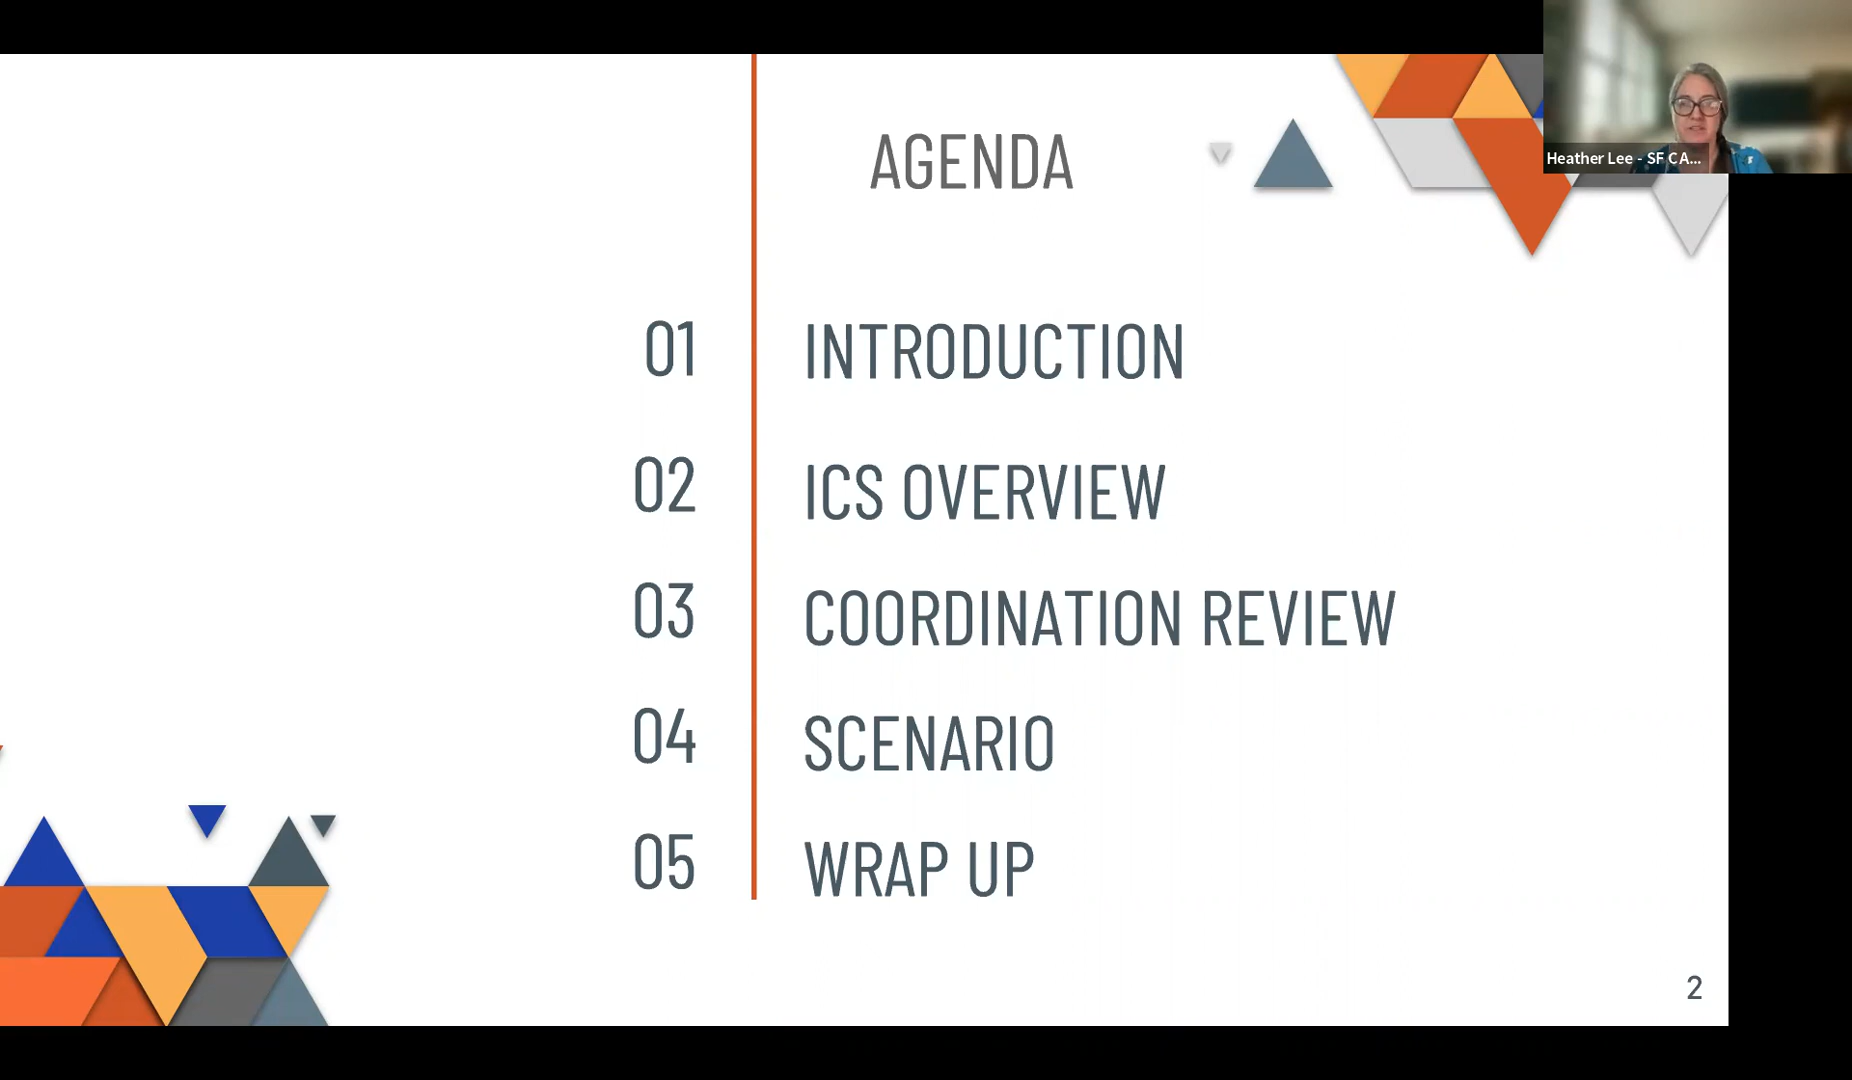 AGENDA
Heather Lee - SF CA...
01 INTRODUCTION
02 ICS OVERVIEW
03 COORDINATION REVIEW
04 SCENARIO
05 WRAP UP
2